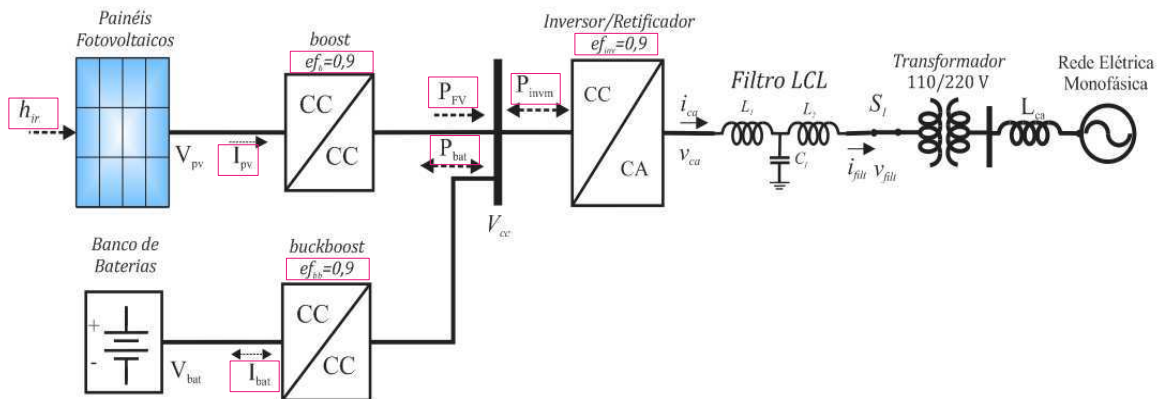 Painéis
Fotovoltaicos
boost
ef_b=0,9
Inversor/Retificador
ef_inv=0,9
Transformador
110/220 V
Rede Elétrica
Monofásica
Filtro LCL
h_ir
CC
CC
P_FV
P_invm
CC
CA
i_ca
L_1
L_2
S_1
L_ca
V_pv
I_pv
P_bat
v_ca
C_f
i_filt
v_filt
V_cc
Banco de
Baterias
buckboost
ef_bb=0,9
CC
CC
+
-
V_bat
I_bat